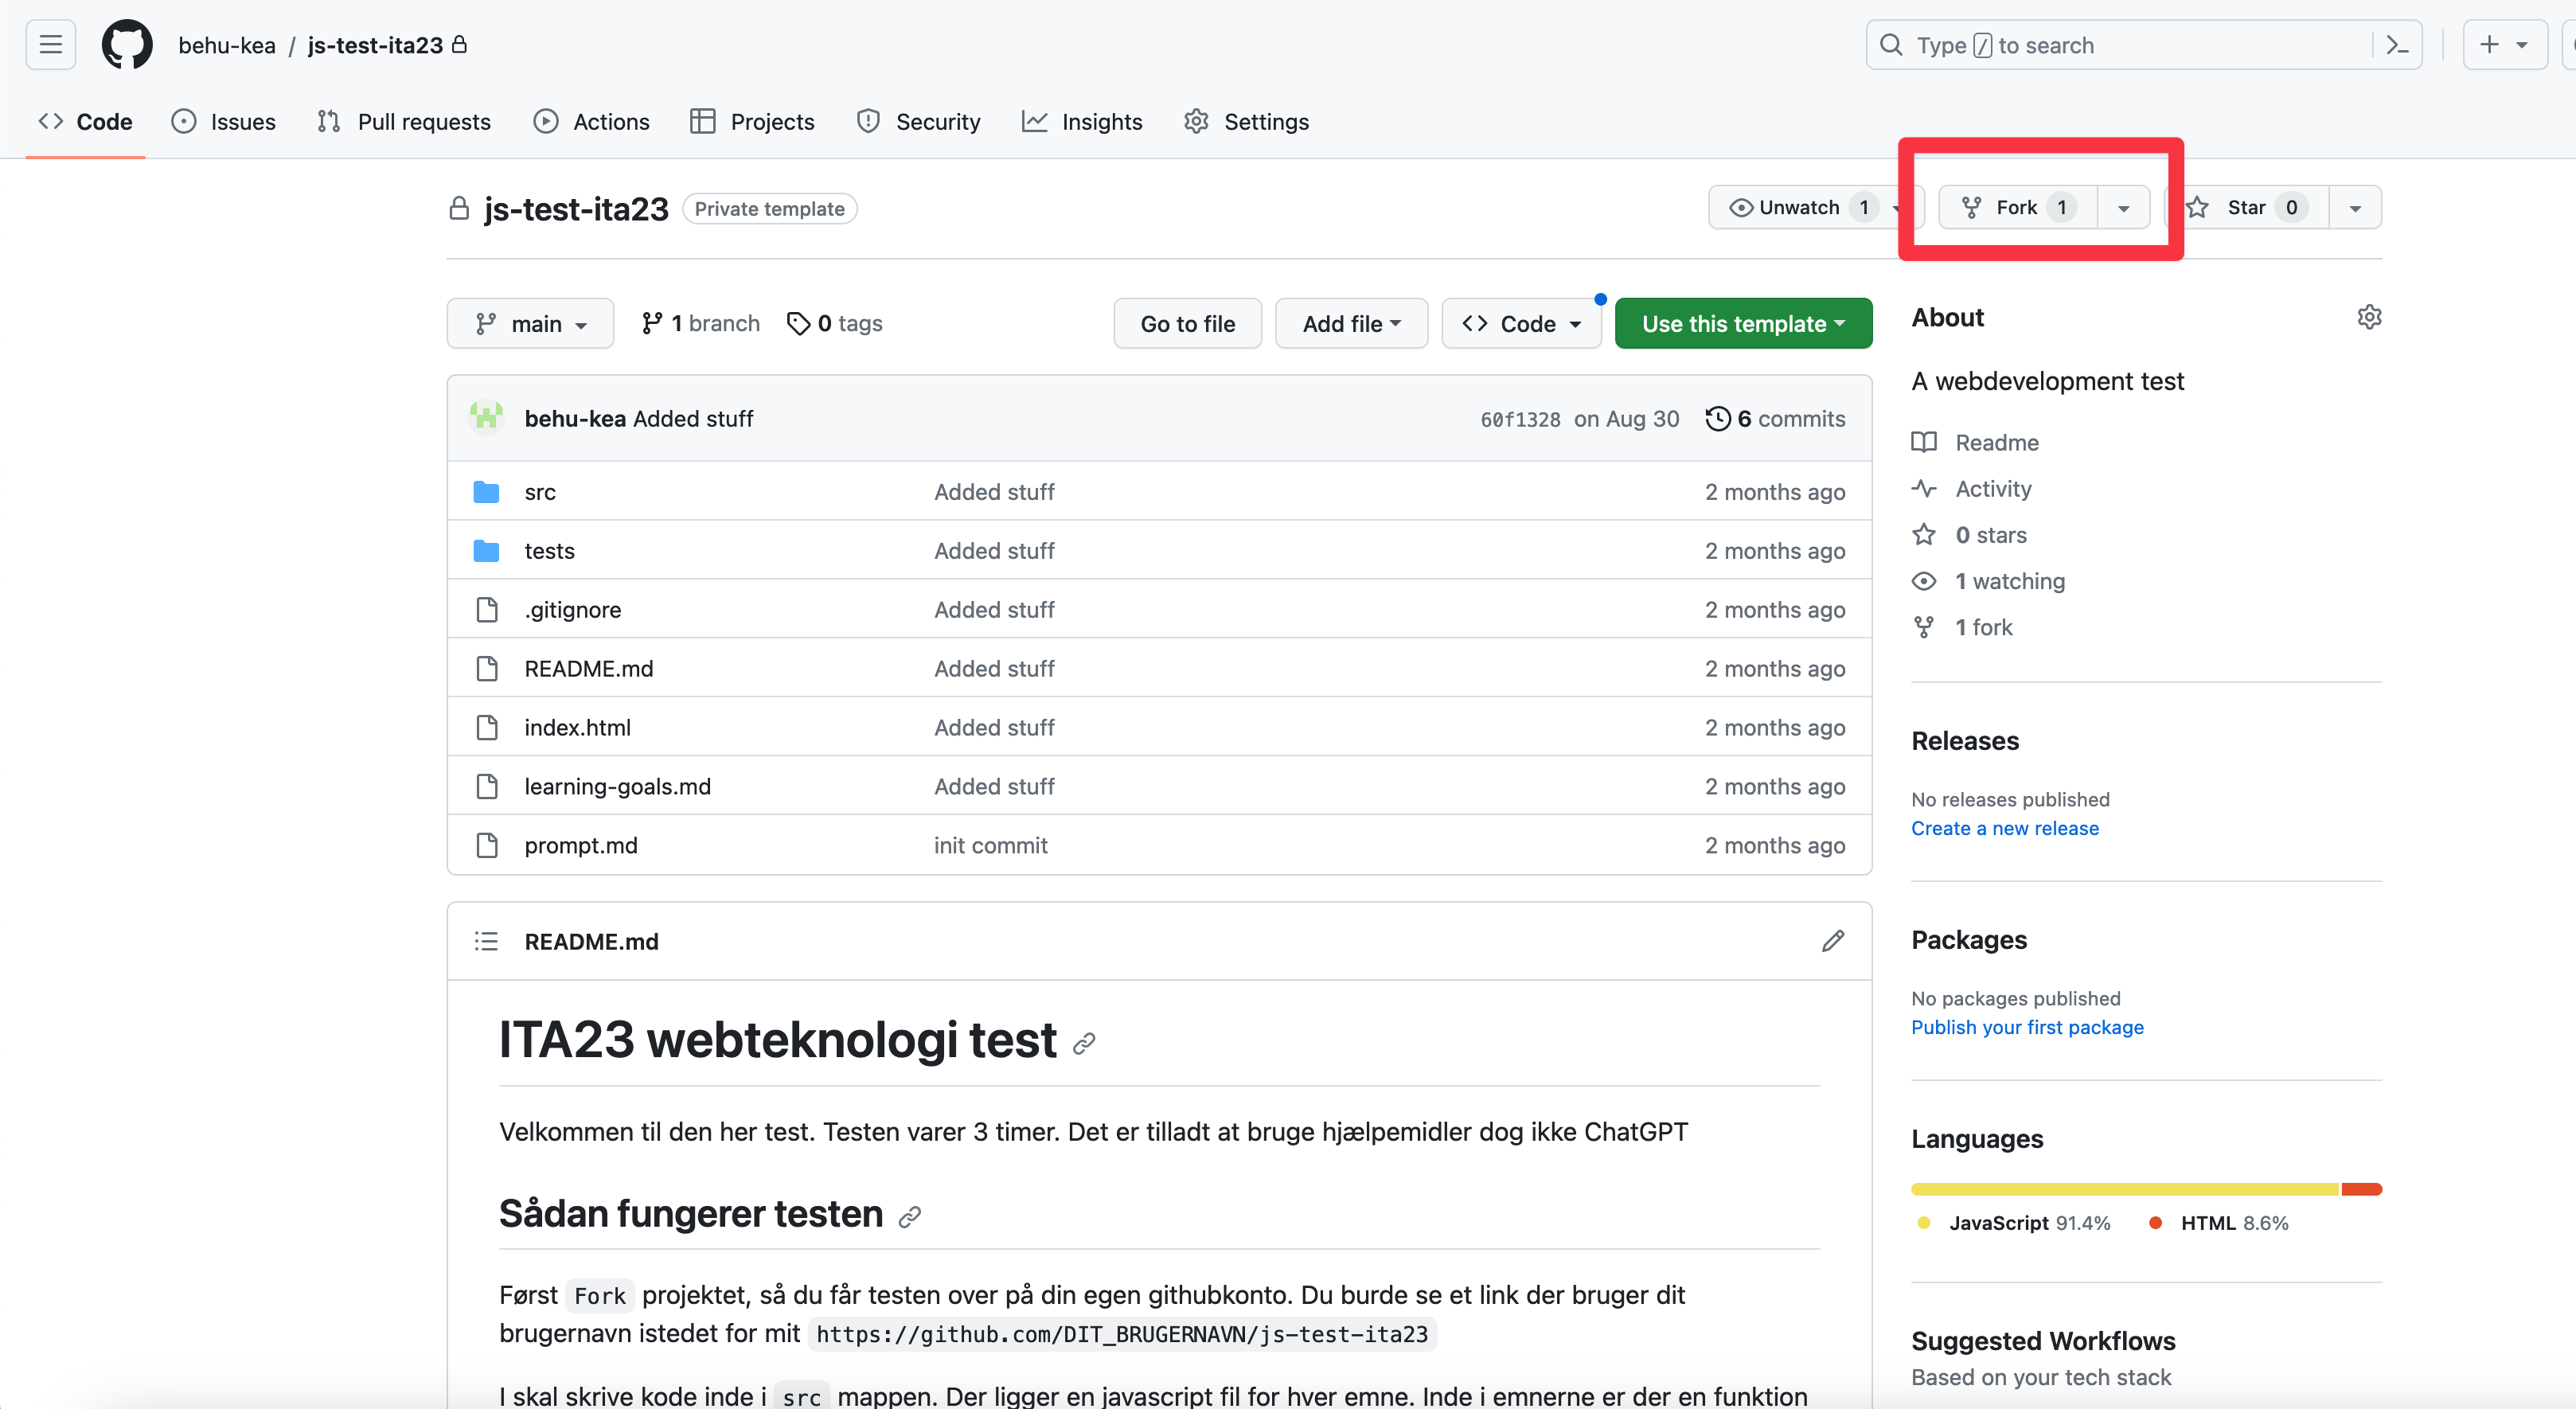 behu-kea / js-test-ita23
Type / to search
Code Issues Pull requests Actions Projects Security Insights Settings
js-test-ita23 Private template
Unwatch 1 Fork 1 Star 0
main 1 branch 0 tags Go to file Add file Code Use this template
behu-kea Added stuff 60f1328 on Aug 30 6 commits
src Added stuff 2 months ago
tests Added stuff 2 months ago
.gitignore Added stuff 2 months ago
README.md Added stuff 2 months ago
index.html Added stuff 2 months ago
learning-goals.md Added stuff 2 months ago
prompt.md init commit 2 months ago
README.md
ITA23 webteknologi test
Velkommen til den her test. Testen varer 3 timer. Det er tilladt at bruge hjælpemidler dog ikke ChatGPT
Sådan fungerer testen
Først Fork projektet, så du får testen over på din egen githubkonto. Du burde se et link der bruger dit
brugernavn istedet for mit https://github.com/DIT_BRUGERNAVN/js-test-ita23
I skal skrive kode inde i src mappen. Der ligger en javascript fil for hver emne. Inde i emnerne er der en funktion
About
A webdevelopment test
Readme
Activity
0 stars
1 watching
1 fork
Releases
No releases published
Create a new release
Packages
No packages published
Publish your first package
Languages
JavaScript 91.4% HTML 8.6%
Suggested Workflows
Based on your tech stack